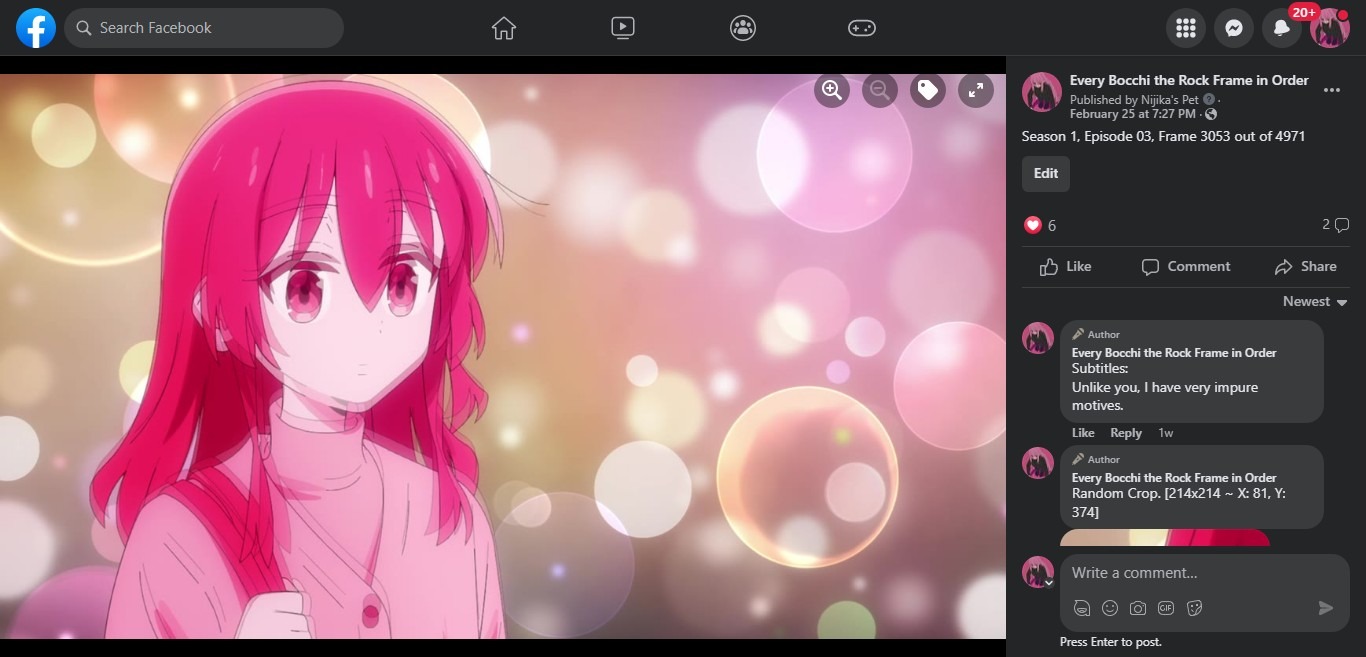 Search Facebook
20+
Every Bocchi the Rock Frame in Order
Published by Nijika's Pet
February 25 at 7:27 PM ·
Season 1, Episode 03, Frame 3053 out of 4971
Edit
6
2
Like Comment Share
Newest
Author
Every Bocchi the Rock Frame in Order
Subtitles:
Unlike you, I have very impure
motives.
Like Reply 1w
Author
Every Bocchi the Rock Frame in Order
Random Crop. [214x214 ~ X: 81, Y:
374]
Write a comment...
GIF
Press Enter to post.